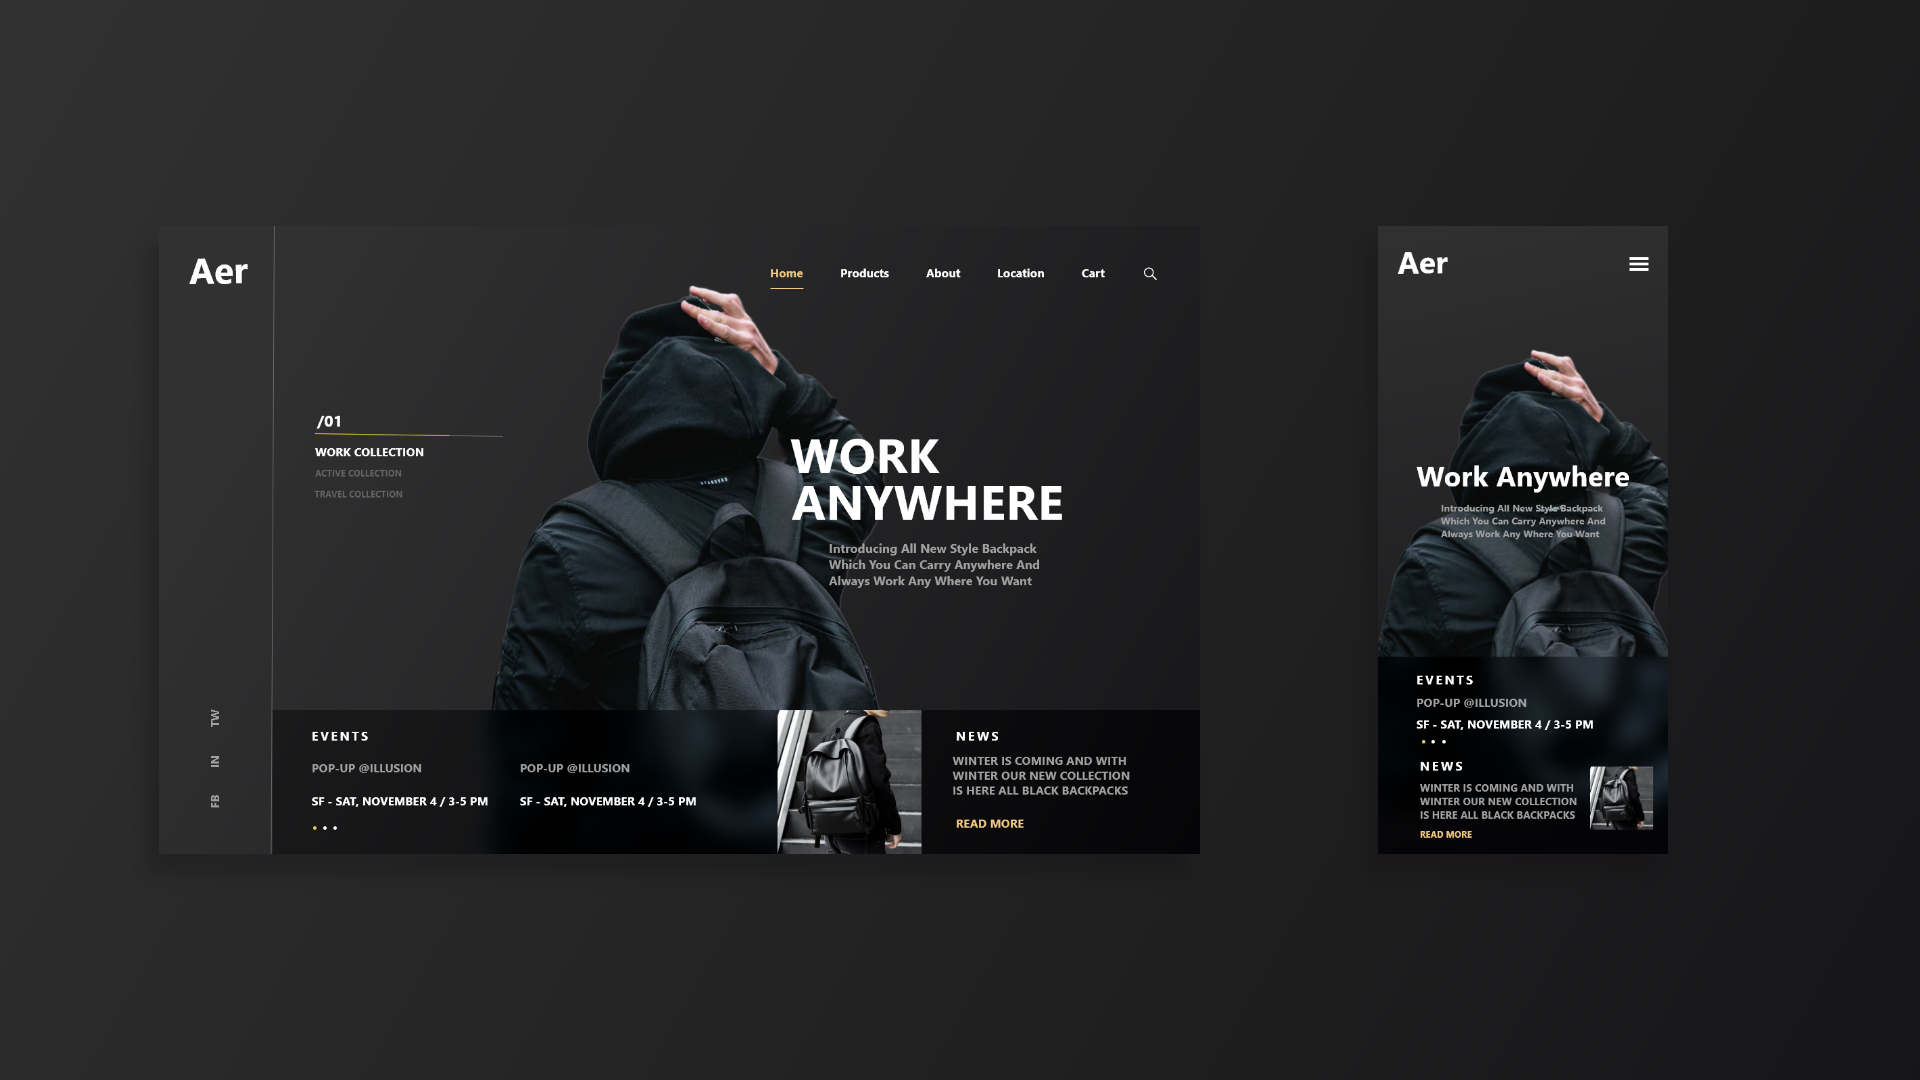 Aer
Home Products About Location Cart
/01
WORK COLLECTION
ACTIVE COLLECTION
TRAVEL COLLECTION
WORK
ANYWHERE
Introducing All New Style Backpack
Which You Can Carry Anywhere And
Always Work Any Where You Want
TW
IN
FB
EVENTS
POP-UP @ILLUSION
SF - SAT, NOVEMBER 4 / 3-5 PM
POP-UP @ILLUSION
SF - SAT, NOVEMBER 4 / 3-5 PM
NEWS
WINTER IS COMING AND WITH
WINTER OUR NEW COLLECTION
IS HERE ALL BLACK BACKPACKS
READ MORE
Aer
Work Anywhere
Introducing All New Style Backpack
Which You Can Carry Anywhere And
Always Work Any Where You Want
EVENTS
POP-UP @ILLUSION
SF - SAT, NOVEMBER 4 / 3-5 PM
NEWS
WINTER IS COMING AND WITH
WINTER OUR NEW COLLECTION
IS HERE ALL BLACK BACKPACKS
READ MORE